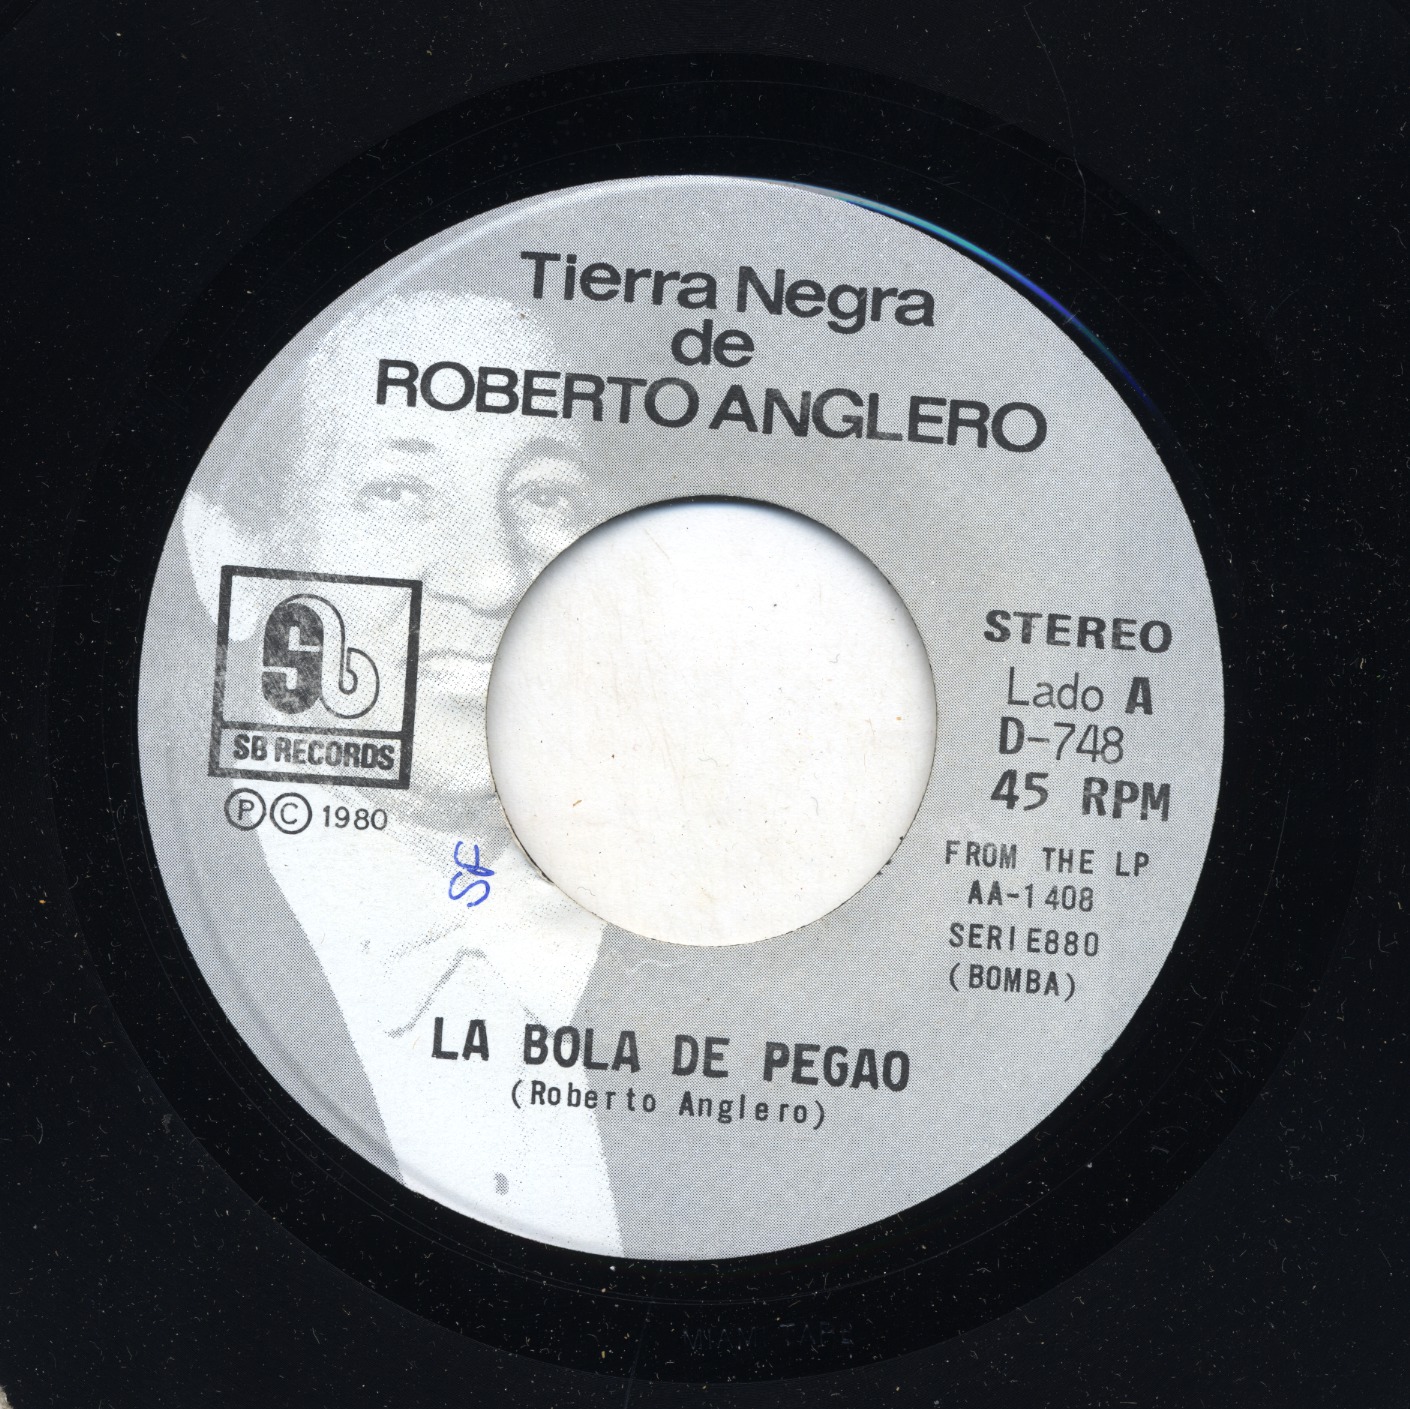 Tierra Negra
de
ROBERTO ANGLERO
Sb
SB RECORDS
Ⓟ Ⓒ 1980
STEREO
Lado A
D-748
45 RPM
FROM THE LP
AA-1408
SERIE880
(BOMBA)
LA BOLA DE PEGAO
(Roberto Anglero)